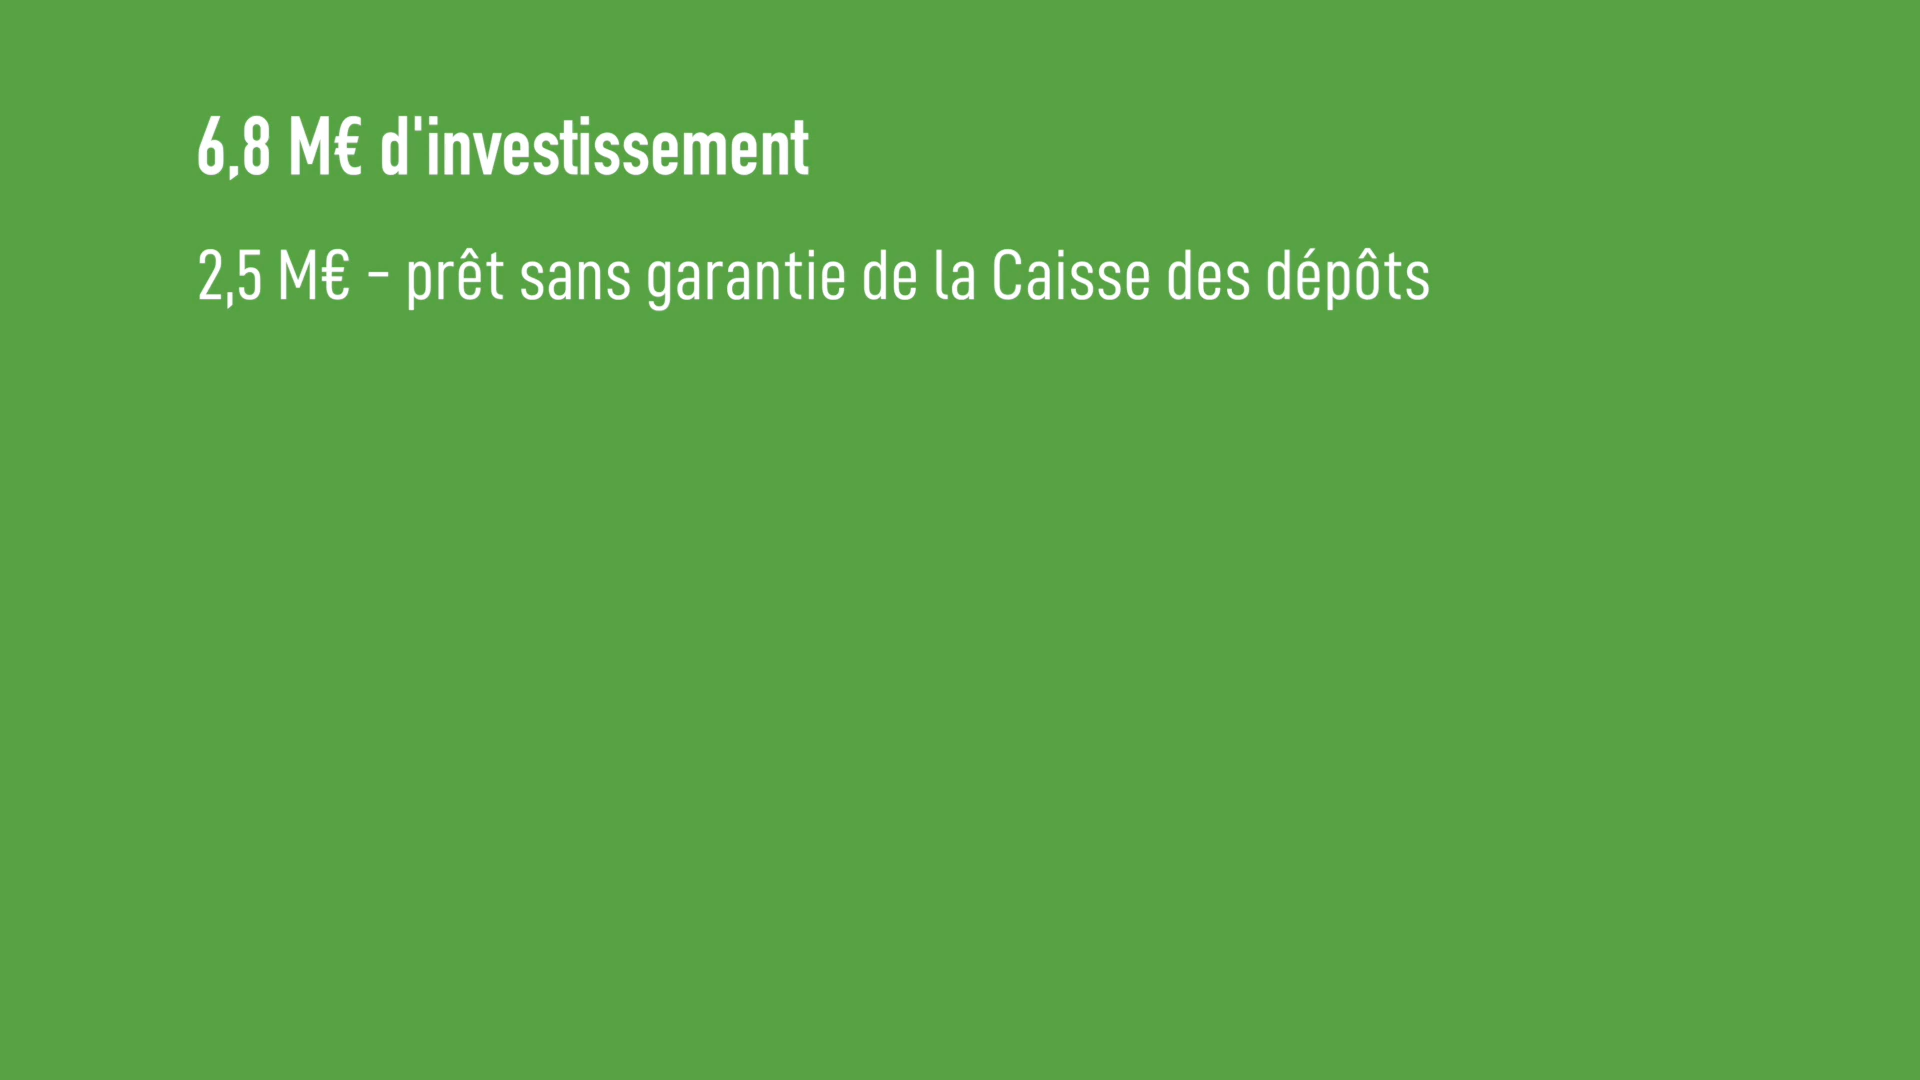 6,8 M€ d'investissement
2,5 M€ - prêt sans garantie de la Caisse des dépôts